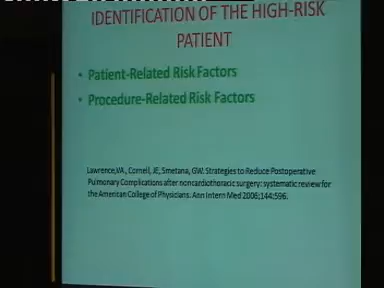 IDENTIFICATION OF THE HIGH-RISK
PATIENT
• Patient-Related Risk Factors
• Procedure-Related Risk Factors
Lawrence,VA, Cornell, JE, Smetana, GW. Strategies to Reduce Postoperative
Pulmonary Complications after noncardiothoracic surgery: systematic review for
the American College of Physicians. Ann Intern Med 2006;144:596.